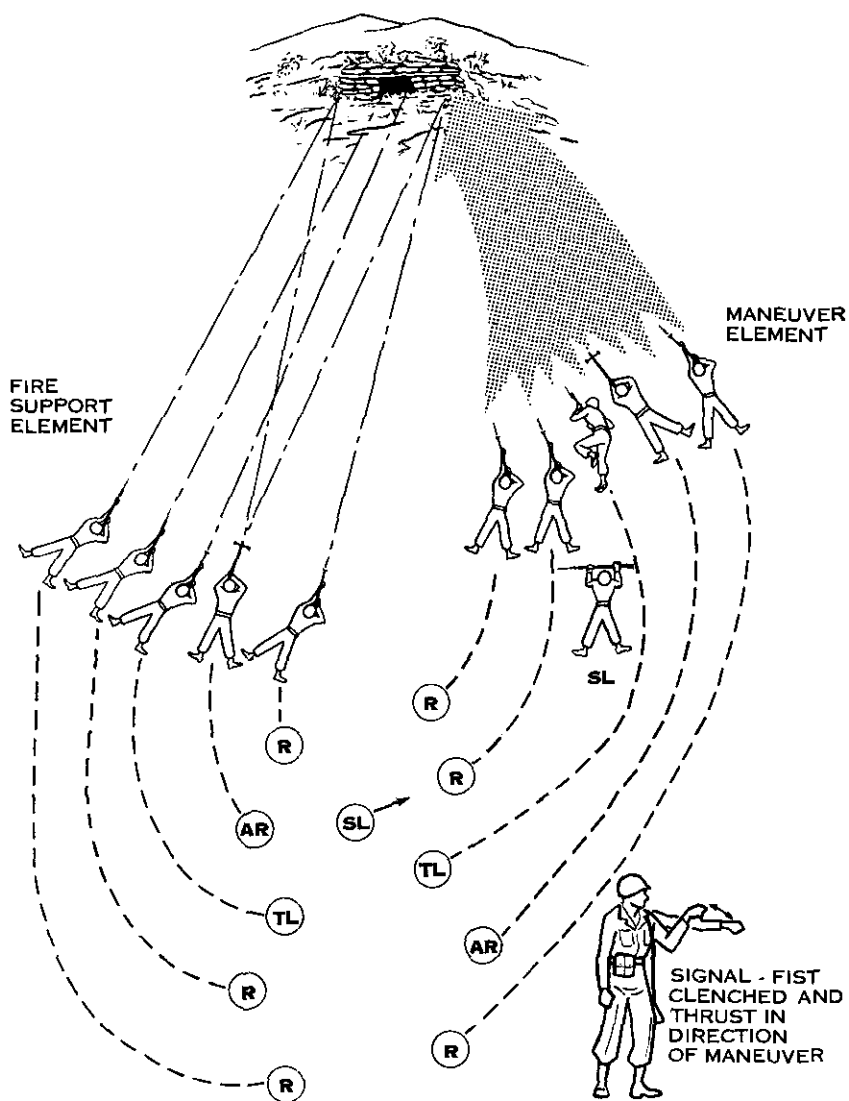 MANEUVER
ELEMENT
FIRE
SUPPORT
ELEMENT
SL
R
R
R
AR
SL
TL
TL
AR
R
R
R
SIGNAL - FIST
CLENCHED AND
THRUST IN
DIRECTION
OF MANEUVER